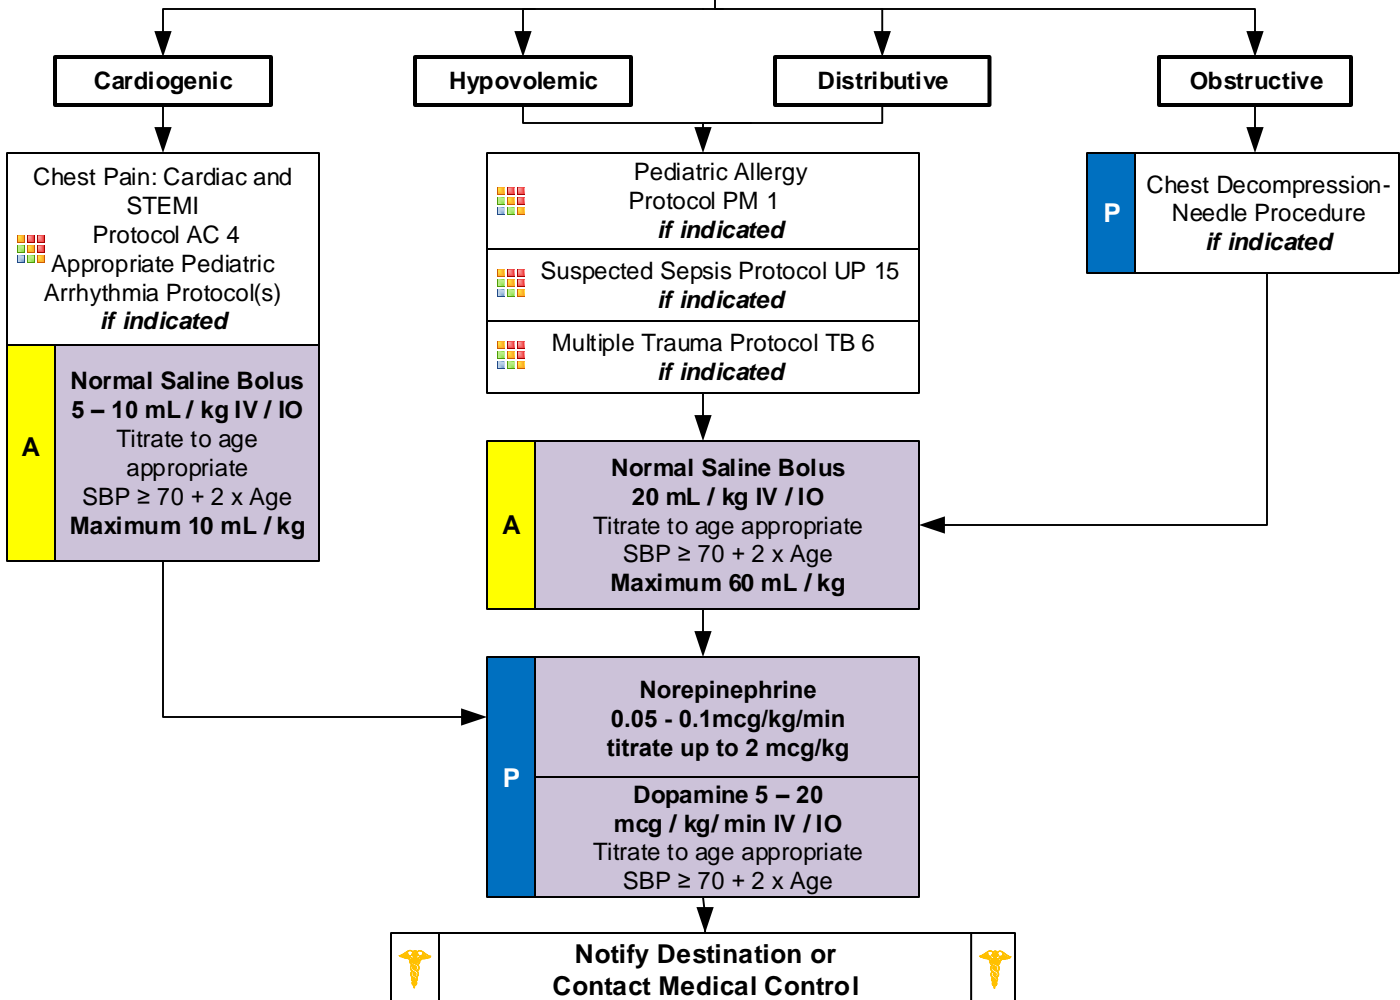 Cardiogenic
Hypovolemic
Distributive
Obstructive
Chest Pain: Cardiac and
STEMI
Protocol AC 4
Appropriate Pediatric
Arrhythmia Protocol(s)
if indicated
A
Normal Saline Bolus
5 – 10 mL / kg IV / IO
Titrate to age
appropriate
SBP ≥ 70 + 2 x Age
Maximum 10 mL / kg
Pediatric Allergy
Protocol PM 1
if indicated
Suspected Sepsis Protocol UP 15
if indicated
Multiple Trauma Protocol TB 6
if indicated
P
Chest Decompression-
Needle Procedure
if indicated
A
Normal Saline Bolus
20 mL / kg IV / IO
Titrate to age appropriate
SBP ≥ 70 + 2 x Age
Maximum 60 mL / kg
P
Norepinephrine
0.05 - 0.1mcg/kg/min
titrate up to 2 mcg/kg
Dopamine 5 – 20
mcg / kg/ min IV / IO
Titrate to age appropriate
SBP ≥ 70 + 2 x Age
Notify Destination or
Contact Medical Control